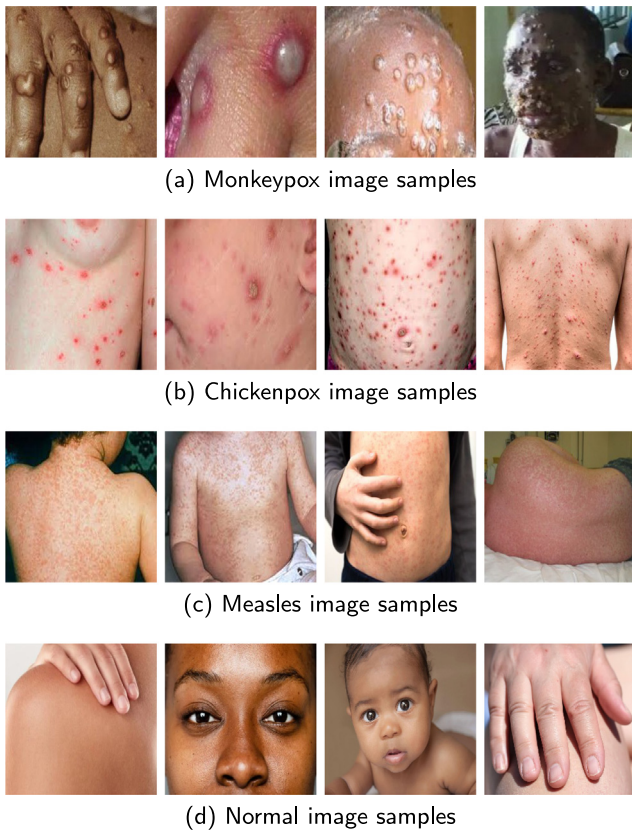 (a) Monkeypox image samples
(b) Chickenpox image samples
(c) Measles image samples
(d) Normal image samples